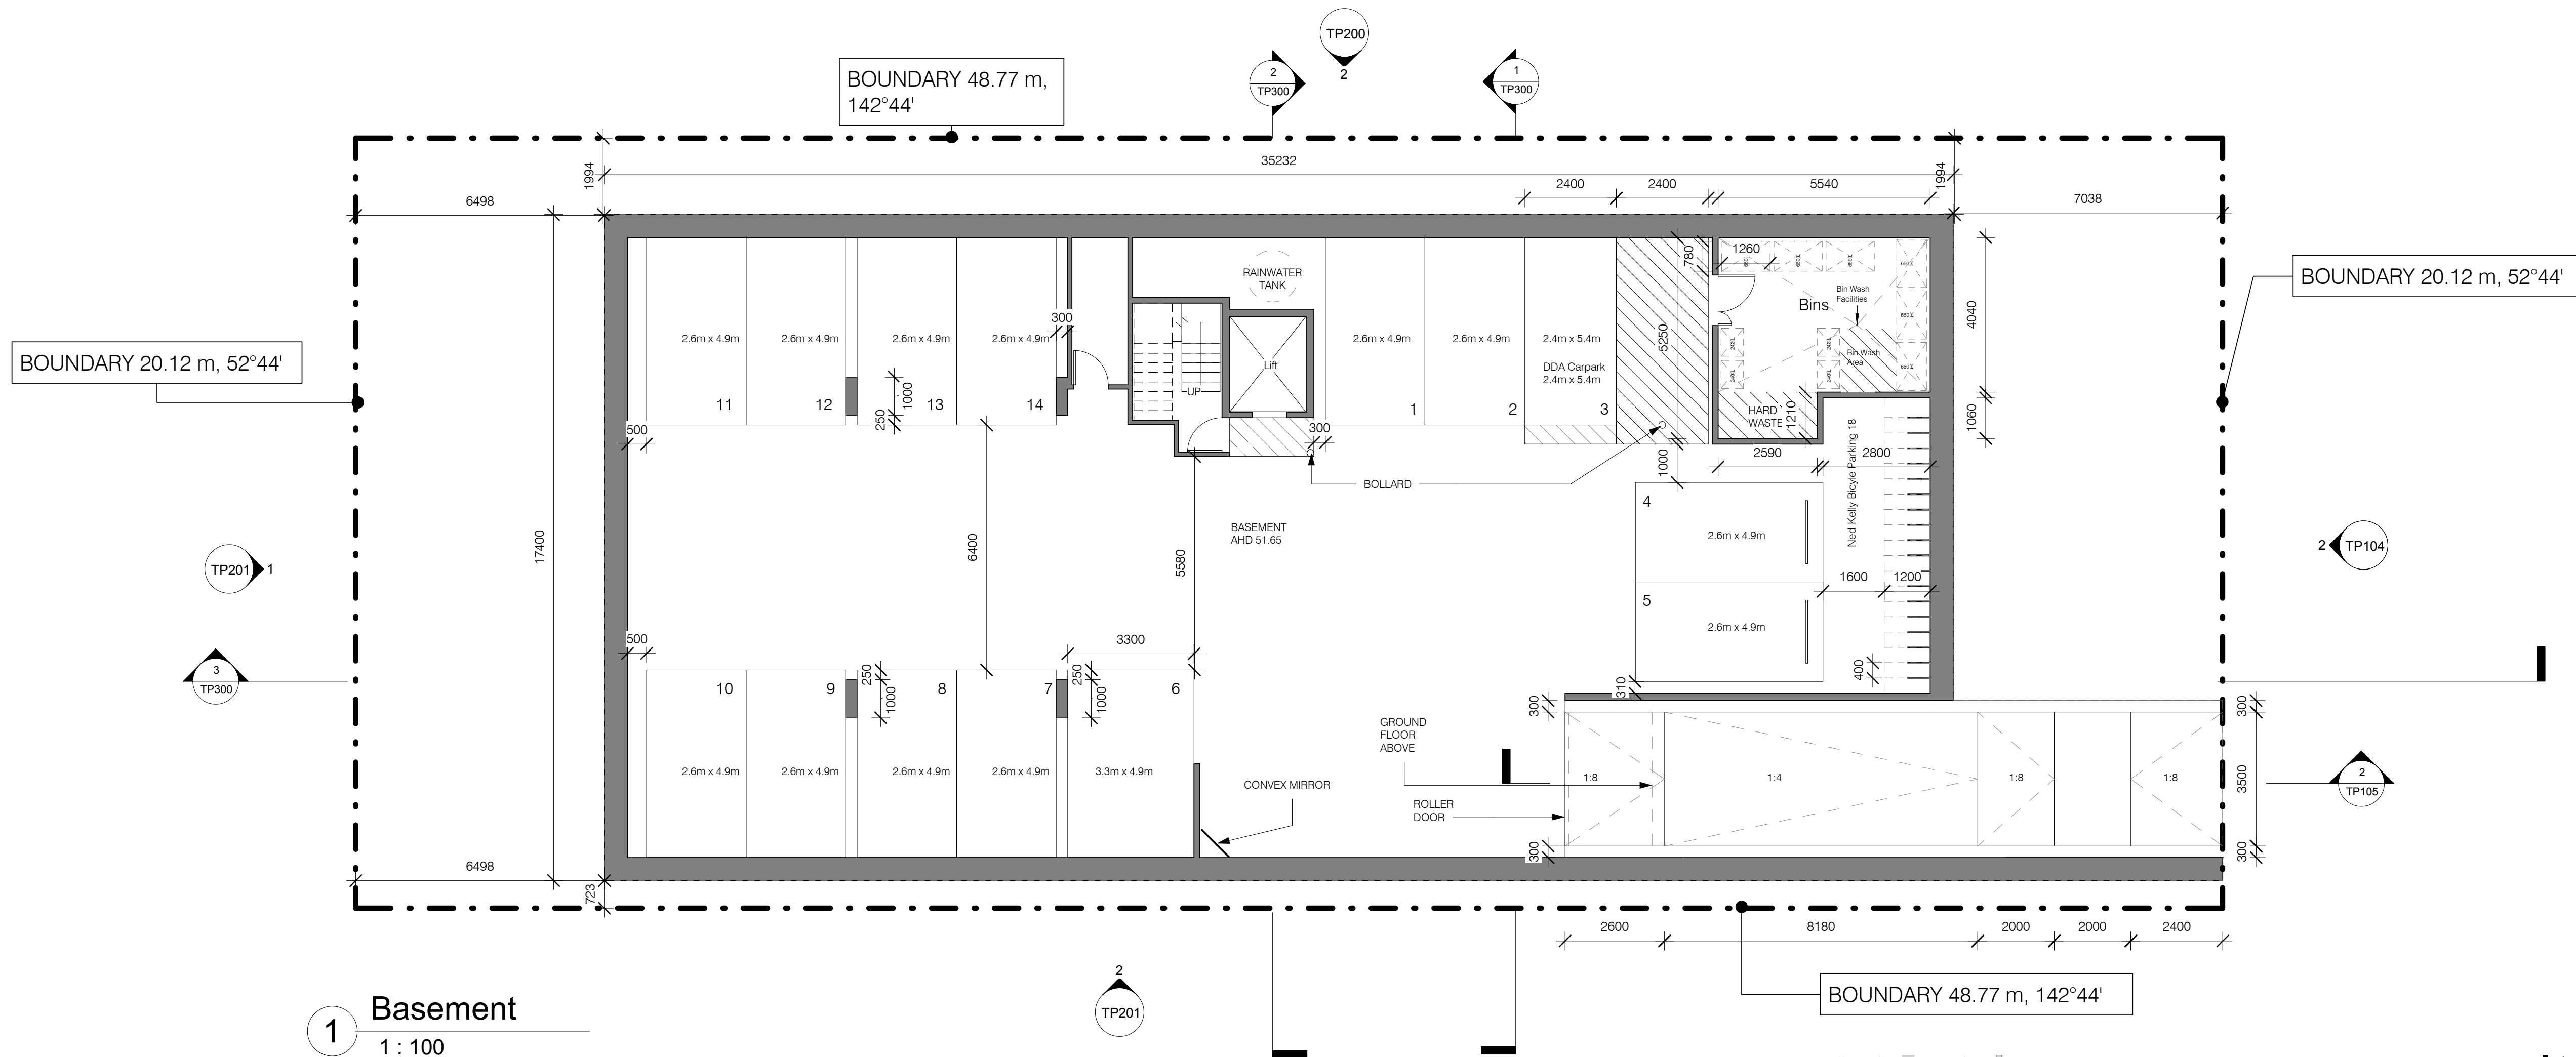 TP200
2
2
TP300
1
TP300
BOUNDARY 48.77 m,
142°44'
35232
1994
1994
2400
2400
5540
6498
7038
BOUNDARY 20.12 m, 52°44'
BOUNDARY 20.12 m, 52°44'
780
1260
660 L
660 L
660 L
660 L
660 L
660 L
RAINWATER
TANK
Bin Wash
Facilities
Bins
4040
300
2.6m x 4.9m
2.6m x 4.9m
2.6m x 4.9m
2.6m x 4.9m
2.6m x 4.9m
2.6m x 4.9m
2.4m x 5.4m
5250
240 L
240 L
240 L
240 L
Bin Wash
Area
Lift
DDA Carpark
2.4m x 5.4m
UP
1000
250
11
12
13
14
1
2
3
HARD
WASTE
1210
1060
500
300
1000
2590
2800
BOLLARD
Ned Kelly Bicyle Parking 18
4
2.6m x 4.9m
BASEMENT
AHD 51.65
17400
6400
5580
TP201
1
2
TP104
5
2.6m x 4.9m
1600
1200
500
3300
400
3
TP300
10
9
8
7
6
250
1000
250
1000
310
300
300
GROUND
FLOOR
ABOVE
2.6m x 4.9m
2.6m x 4.9m
2.6m x 4.9m
2.6m x 4.9m
3.3m x 4.9m
CONVEX MIRROR
1:8
1:4
1:8
1:8
3500
2
TP105
ROLLER
DOOR
300
300
6498
723
2600
8180
2000
2000
2400
2
TP201
BOUNDARY 48.77 m, 142°44'
1
Basement
1 : 100